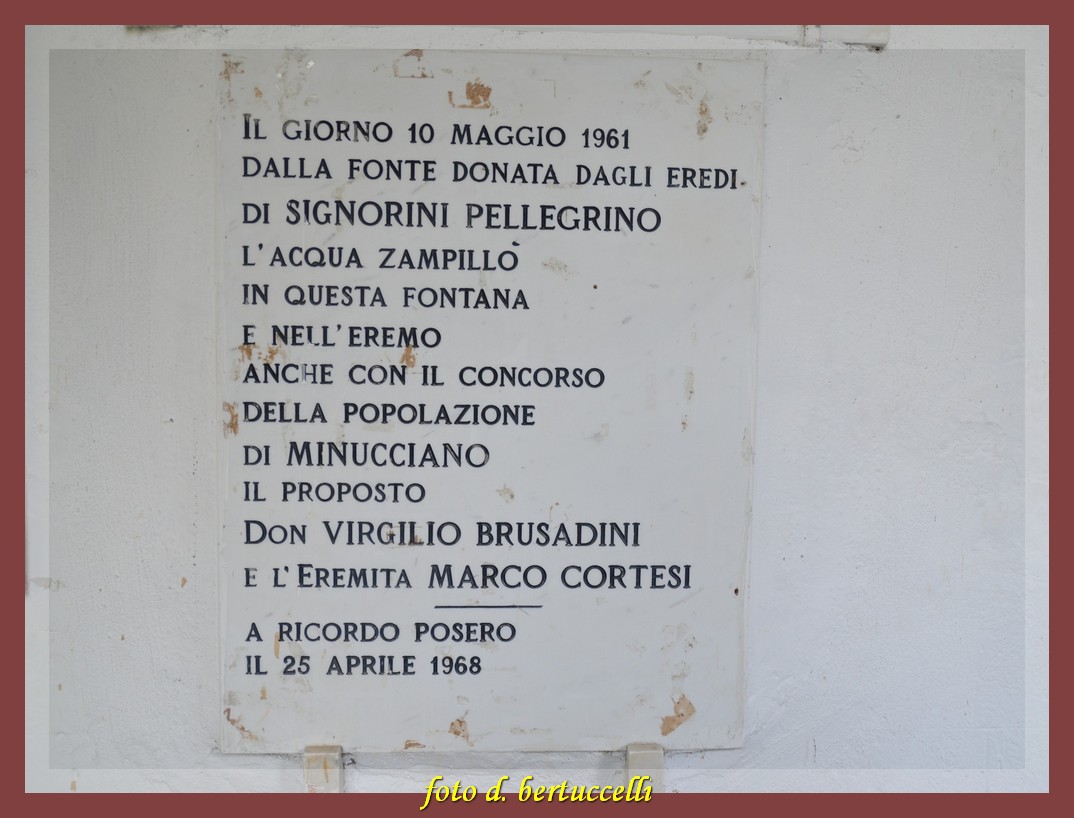 IL GIORNO 10 MAGGIO 1961
DALLA FONTE DONATA DAGLI EREDI
DI SIGNORINI PELLEGRINO
L'ACQUA ZAMPILLÒ
IN QUESTA FONTANA
E NELL'EREMO
ANCHE CON IL CONCORSO
DELLA POPOLAZIONE
DI MINUCCIANO
IL PROPOSTO
DON VIRGILIO BRUSADINI
E L'EREMITA MARCO CORTESI
A RICORDO POSERO
IL 25 APRILE 1968
foto d. bertuccelli